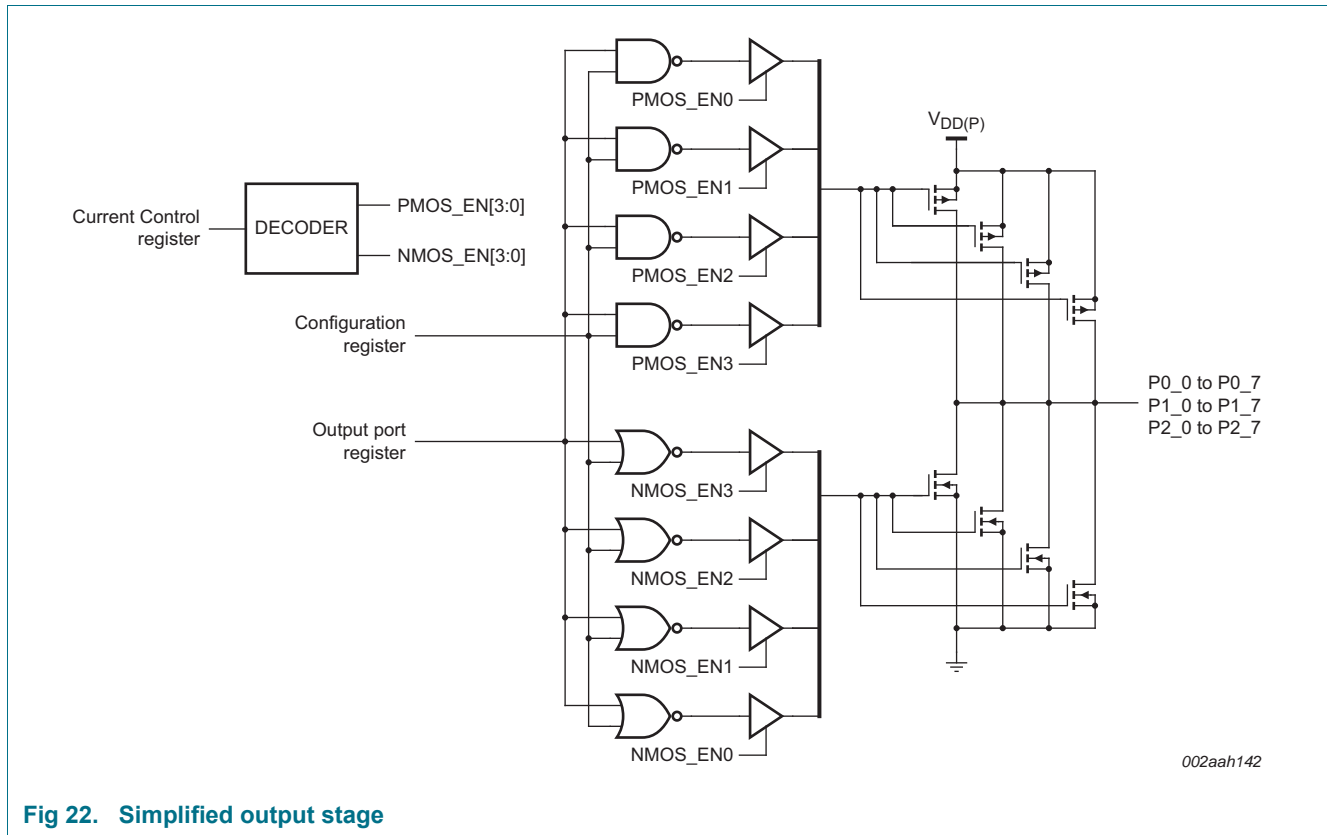 PMOS_EN0
PMOS_EN1
PMOS_EN2
PMOS_EN3
Current Control
register
DECODER
PMOS_EN[3:0]
NMOS_EN[3:0]
Configuration
register
Output port
register
NMOS_EN3
NMOS_EN2
NMOS_EN1
NMOS_EN0
VDD(P)
P0_0 to P0_7
P1_0 to P1_7
P2_0 to P2_7
002aah142
Fig 22. Simplified output stage